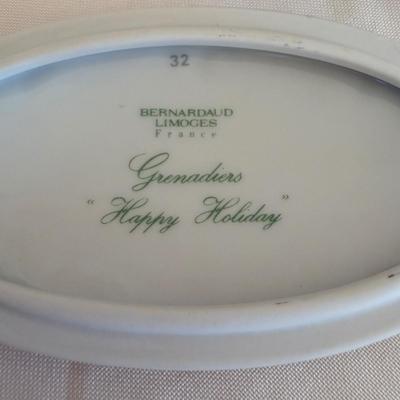 32
BERNARDAUD
LIMOGES
France
Grenadiers
"Happy Holiday"